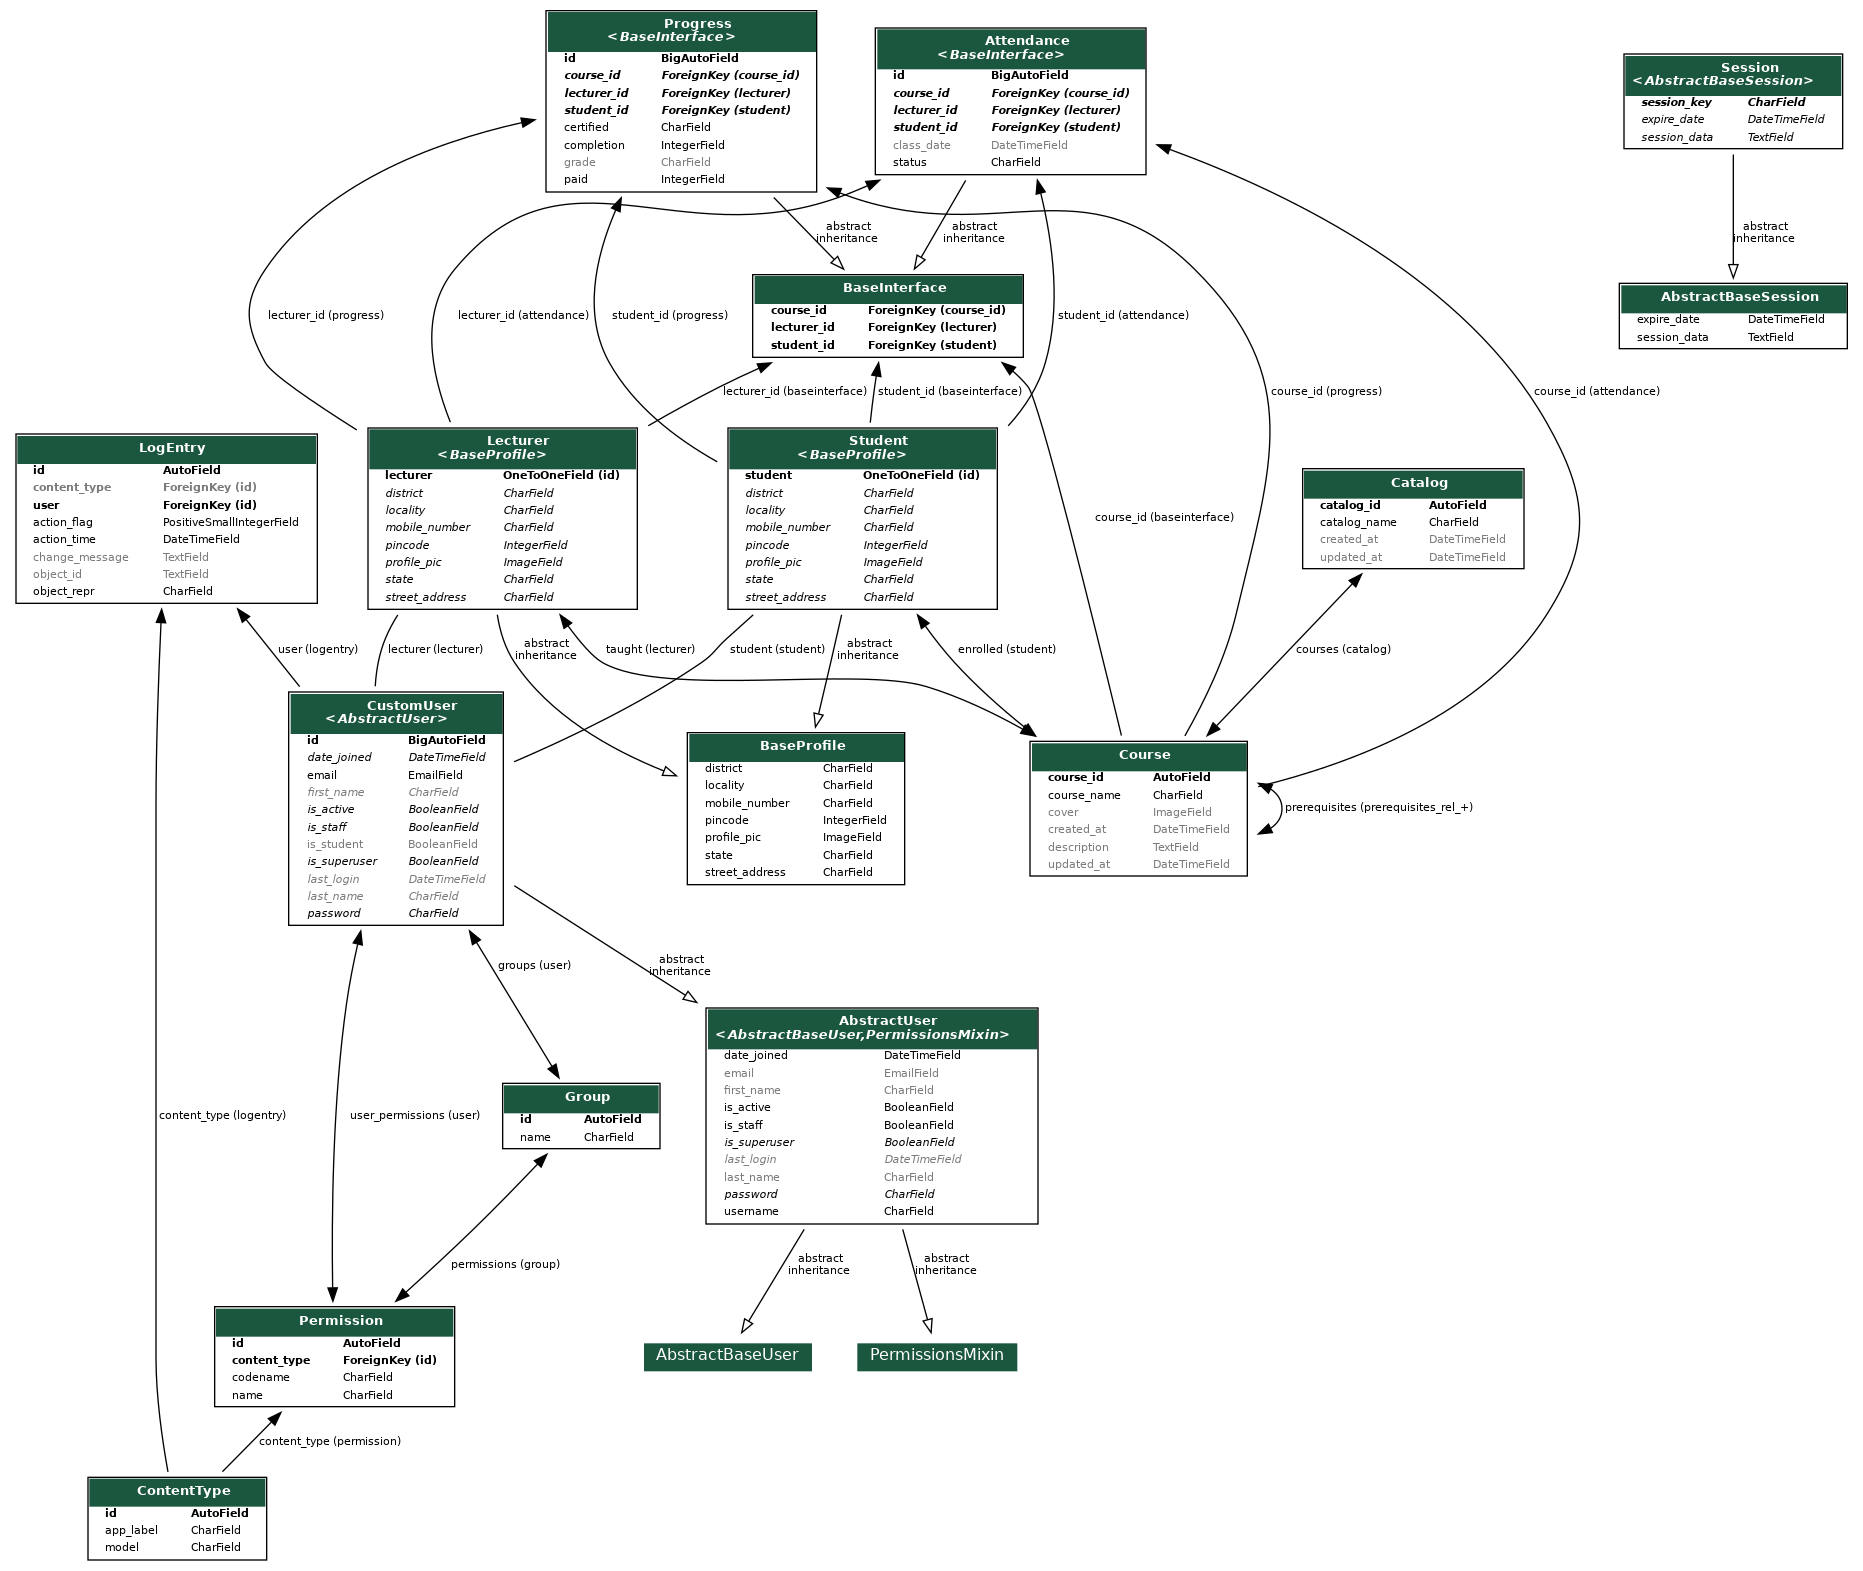 Progress
<BaseInterface>
id BigAutoField
course_id ForeignKey (course_id)
lecturer_id ForeignKey (lecturer)
student_id ForeignKey (student)
certified CharField
completion IntegerField
grade CharField
paid IntegerField
Attendance
<BaseInterface>
id BigAutoField
course_id ForeignKey (course_id)
lecturer_id ForeignKey (lecturer)
student_id ForeignKey (student)
class_date DateTimeField
status CharField
Session
<AbstractBaseSession>
session_key CharField
expire_date DateTimeField
session_data TextField
abstract
inheritance
abstract
inheritance
abstract
inheritance
BaseInterface
course_id ForeignKey (course_id)
lecturer_id ForeignKey (lecturer)
student_id ForeignKey (student)
AbstractBaseSession
expire_date DateTimeField
session_data TextField
lecturer_id (progress)
lecturer_id (attendance)
student_id (progress)
student_id (attendance)
lecturer_id (baseinterface)
student_id (baseinterface)
course_id (progress)
course_id (attendance)
LogEntry
id AutoField
content_type ForeignKey (id)
user ForeignKey (id)
action_flag PositiveSmallIntegerField
action_time DateTimeField
change_message TextField
object_id TextField
object_repr CharField
Lecturer
<BaseProfile>
lecturer OneToOneField (id)
district CharField
locality CharField
mobile_number CharField
pincode IntegerField
profile_pic ImageField
state CharField
street_address CharField
Student
<BaseProfile>
student OneToOneField (id)
district CharField
locality CharField
mobile_number CharField
pincode IntegerField
profile_pic ImageField
state CharField
street_address CharField
course_id (baseinterface)
Catalog
catalog_id AutoField
catalog_name CharField
created_at DateTimeField
updated_at DateTimeField
user (logentry)
lecturer (lecturer)
abstract
inheritance
taught (lecturer)
student (student)
abstract
inheritance
enrolled (student)
courses (catalog)
CustomUser
<AbstractUser>
id BigAutoField
date_joined DateTimeField
email EmailField
first_name CharField
is_active BooleanField
is_staff BooleanField
is_student BooleanField
is_superuser BooleanField
last_login DateTimeField
last_name CharField
password CharField
BaseProfile
district CharField
locality CharField
mobile_number CharField
pincode IntegerField
profile_pic ImageField
state CharField
street_address CharField
Course
course_id AutoField
course_name CharField
cover ImageField
created_at DateTimeField
description TextField
updated_at DateTimeField
prerequisites (prerequisites_rel_+)
groups (user)
abstract
inheritance
AbstractUser
<AbstractBaseUser,PermissionsMixin>
date_joined DateTimeField
email EmailField
first_name CharField
is_active BooleanField
is_staff BooleanField
is_superuser BooleanField
last_login DateTimeField
last_name CharField
password CharField
username CharField
Group
id AutoField
name CharField
content_type (logentry)
user_permissions (user)
permissions (group)
abstract
inheritance
abstract
inheritance
Permission
id AutoField
content_type ForeignKey (id)
codename CharField
name CharField
AbstractBaseUser
PermissionsMixin
content_type (permission)
ContentType
id AutoField
app_label CharField
model CharField